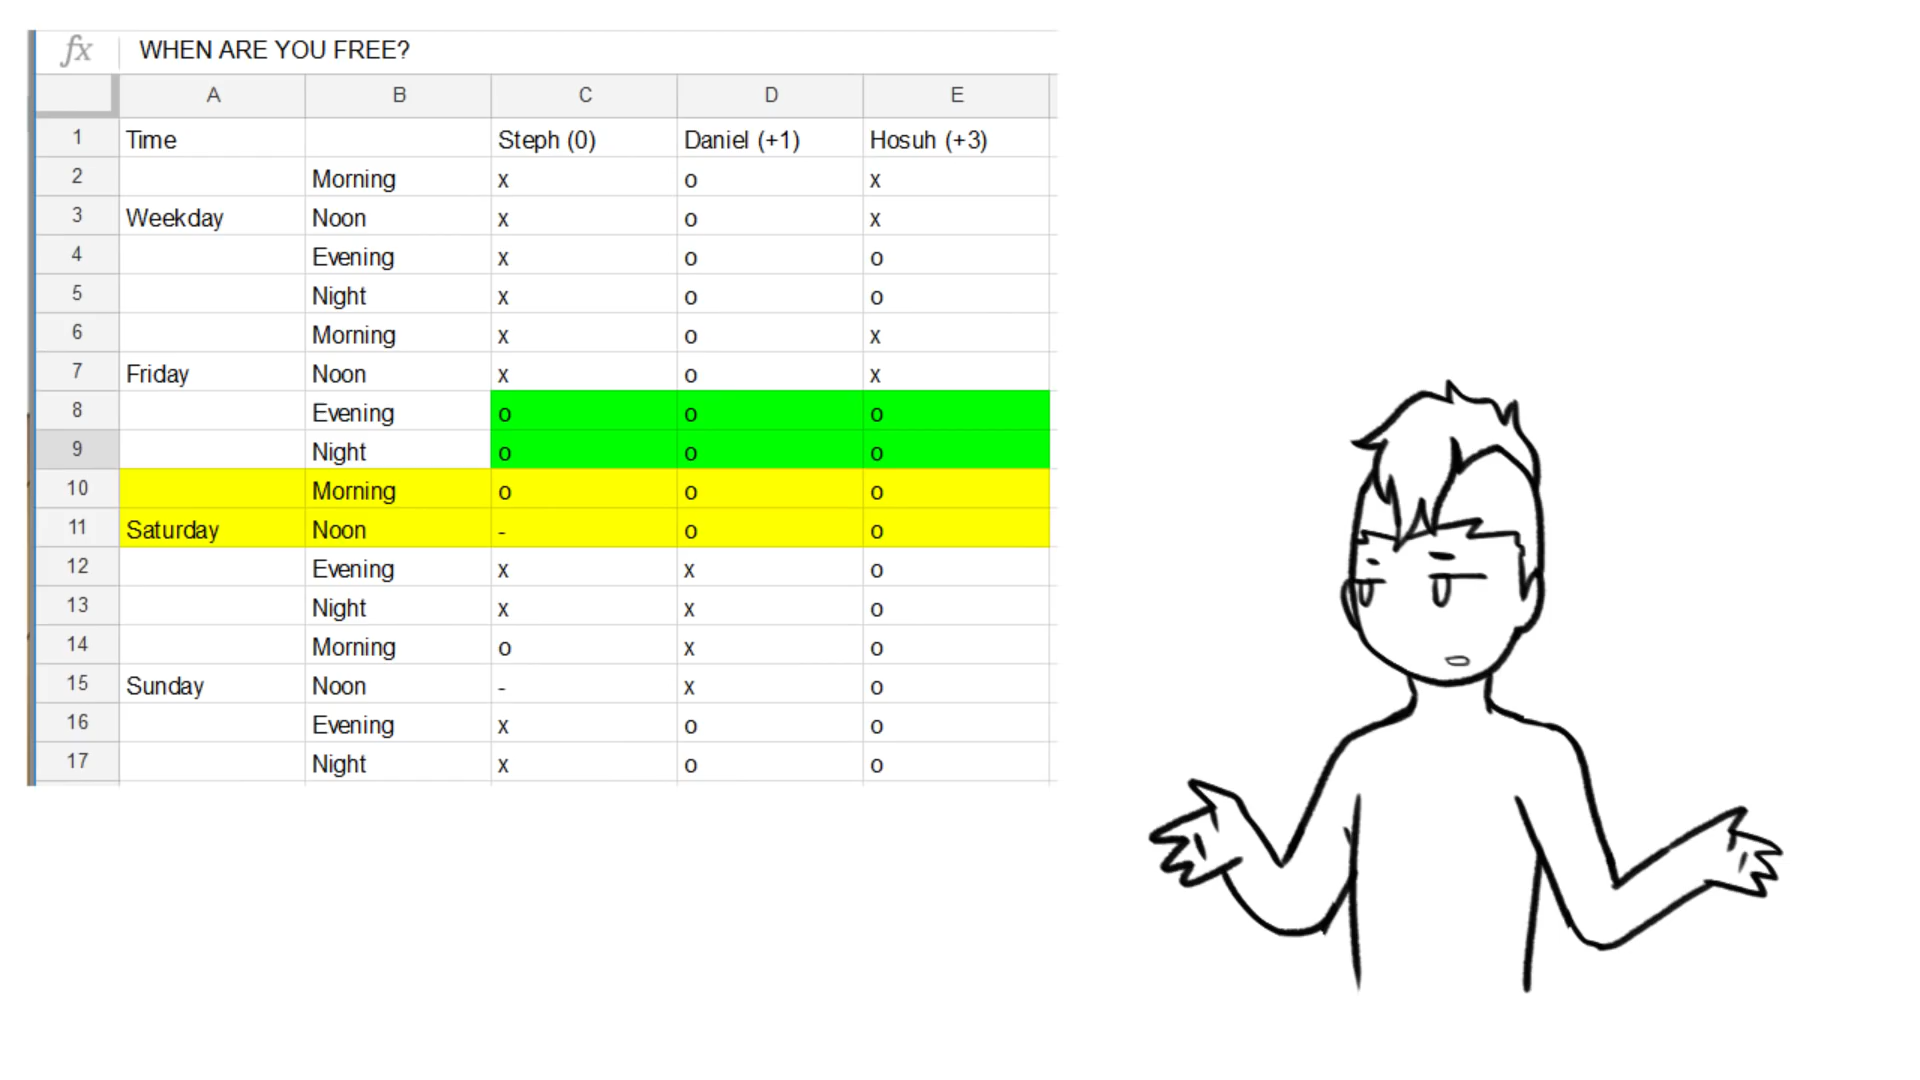 fx WHEN ARE YOU FREE?
A B C D E
1 Time Steph (0) Daniel (+1) Hosuh (+3)
2 Morning x o x
3 Weekday Noon x o x
4 Evening x o o
5 Night x o o
6 Morning x o x
7 Friday Noon x o x
8 Evening o o o
9 Night o o o
10 Morning o o o
11 Saturday Noon - o o
12 Evening x x o
13 Night x x o
14 Morning o x o
15 Sunday Noon - x o
16 Evening x o o
17 Night x o o